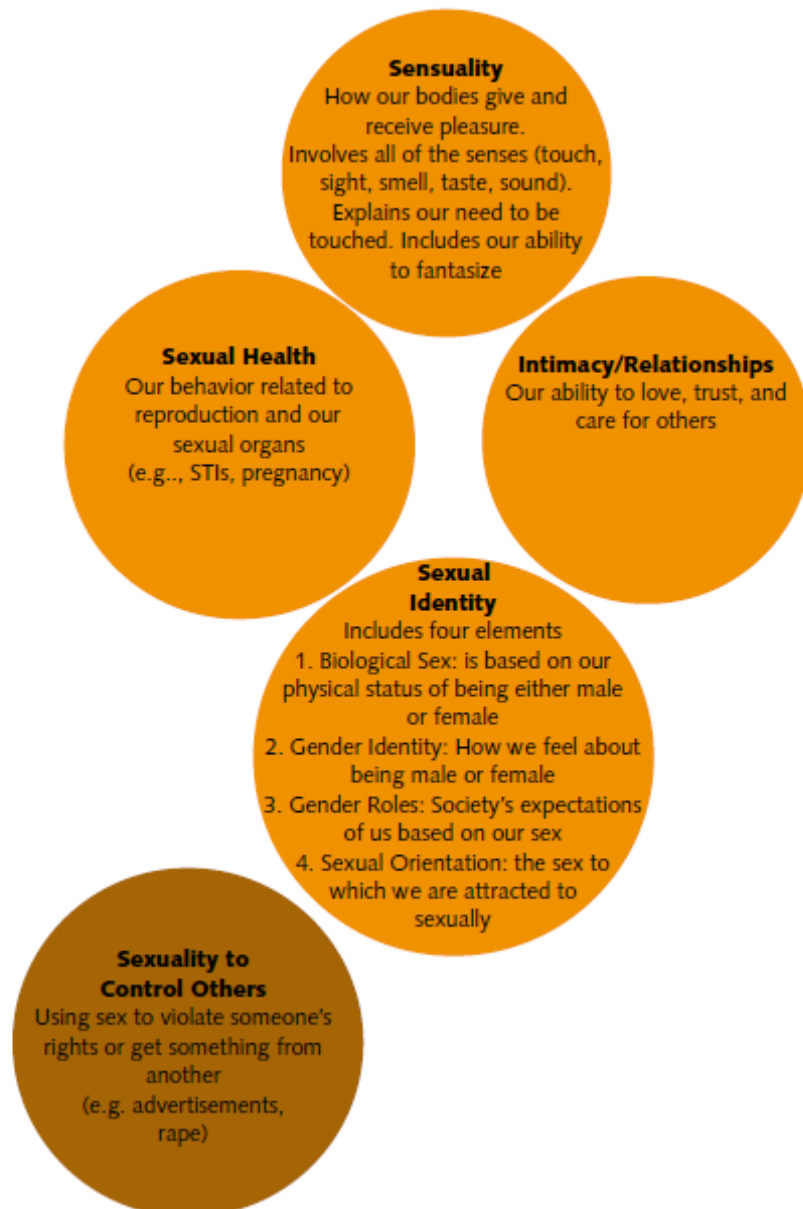 Sensuality
How our bodies give and
receive pleasure.
Involves all of the senses (touch,
sight, smell, taste, sound).
Explains our need to be
touched. Includes our ability
to fantasize
Sexual Health
Our behavior related to
reproduction and our
sexual organs
(e.g.., STIs, pregnancy)
Intimacy/Relationships
Our ability to love, trust, and
care for others
Sexual
Identity
Includes four elements
1. Biological Sex: is based on our
physical status of being either male
or female
2. Gender Identity: How we feel about
being male or female
3. Gender Roles: Society's expectations
of us based on our sex
4. Sexual Orientation: the sex to
which we are attracted to
sexually
Sexuality to
Control Others
Using sex to violate someone's
rights or get something from
another
(e.g. advertisements,
rape)